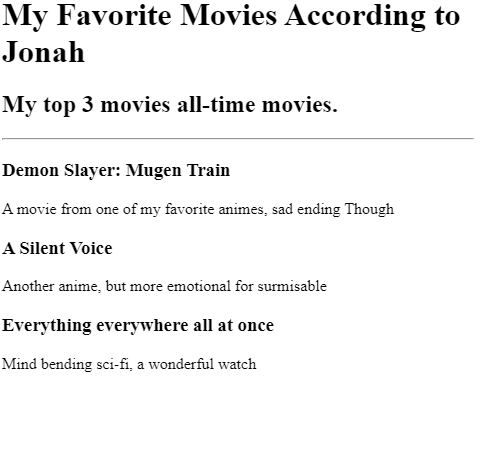 My Favorite Movies According to
Jonah
My top 3 movies all-time movies.
Demon Slayer: Mugen Train
A movie from one of my favorite animes, sad ending Though
A Silent Voice
Another anime, but more emotional for surmisable
Everything everywhere all at once
Mind bending sci-fi, a wonderful watch